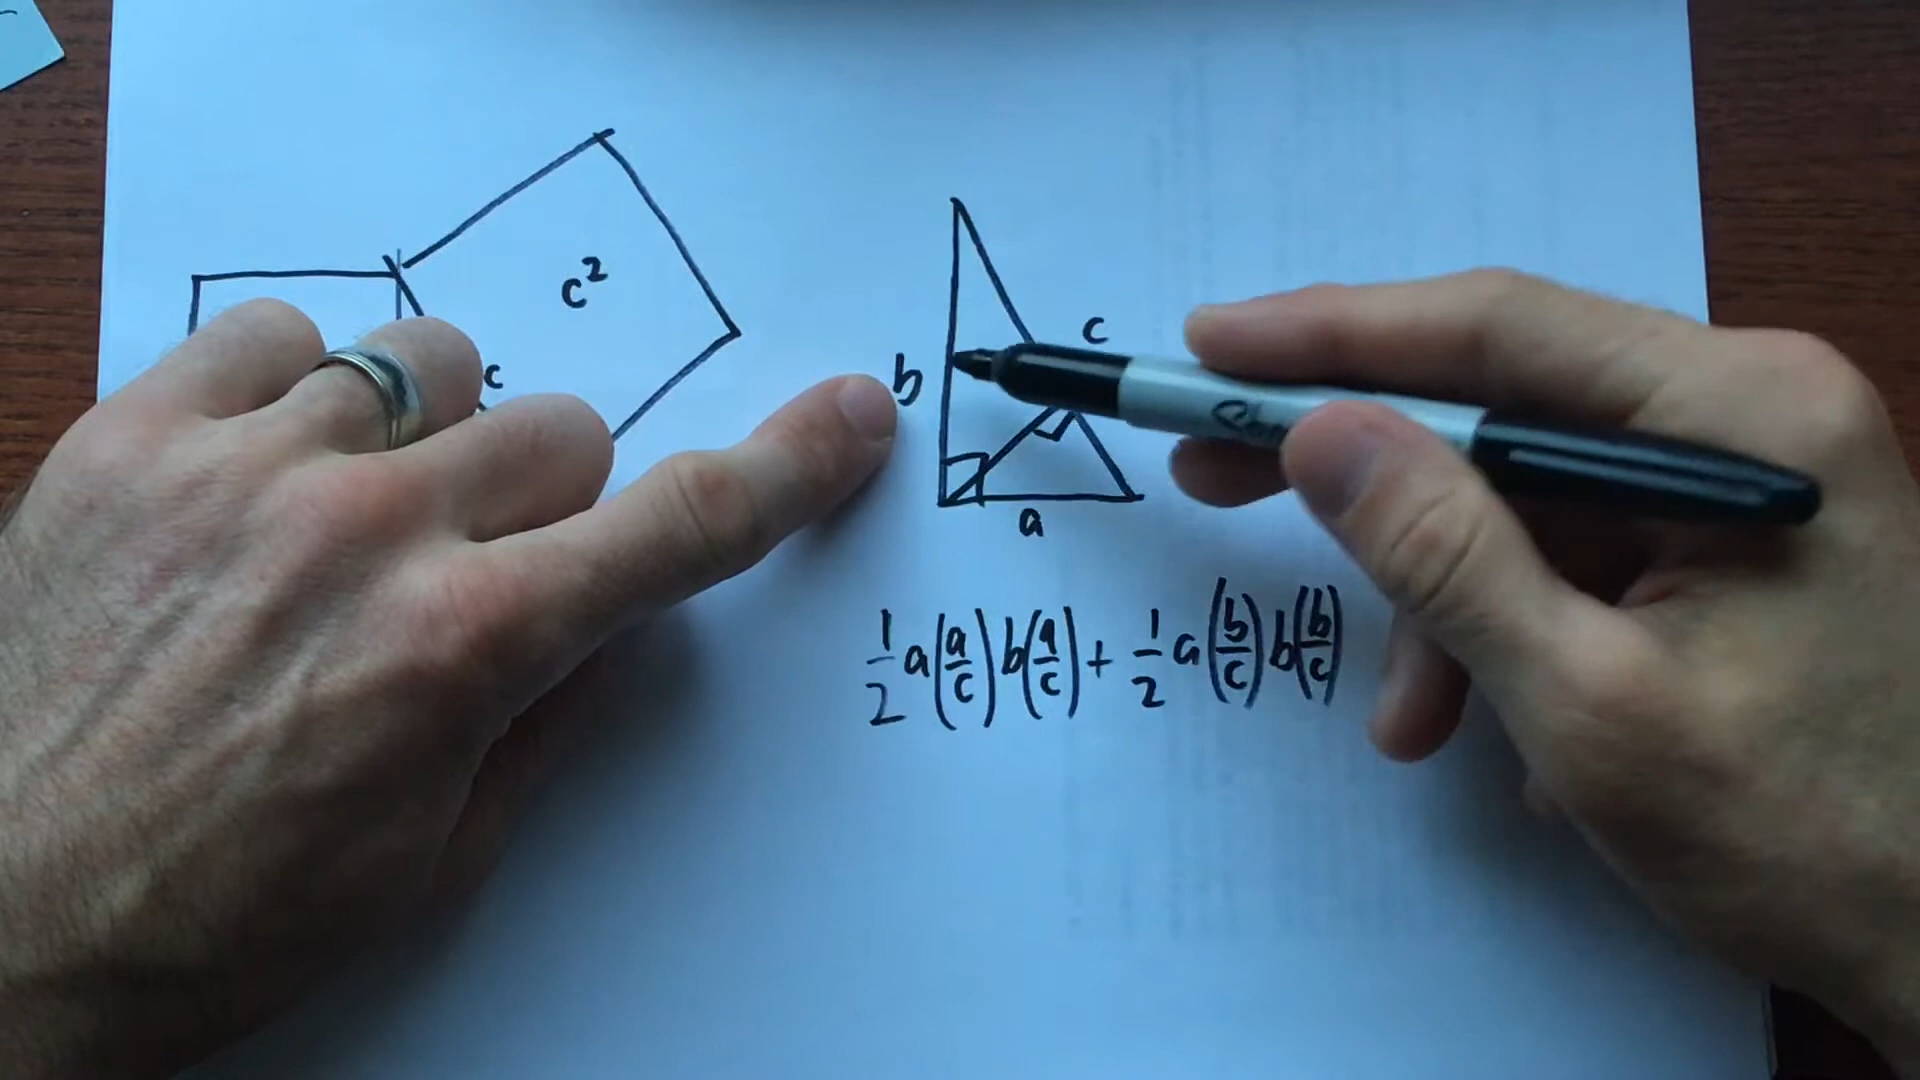 c²
c
c
b
a
1/2 a(a/c) b(a/c) + 1/2 a(b/c) b(b/c)